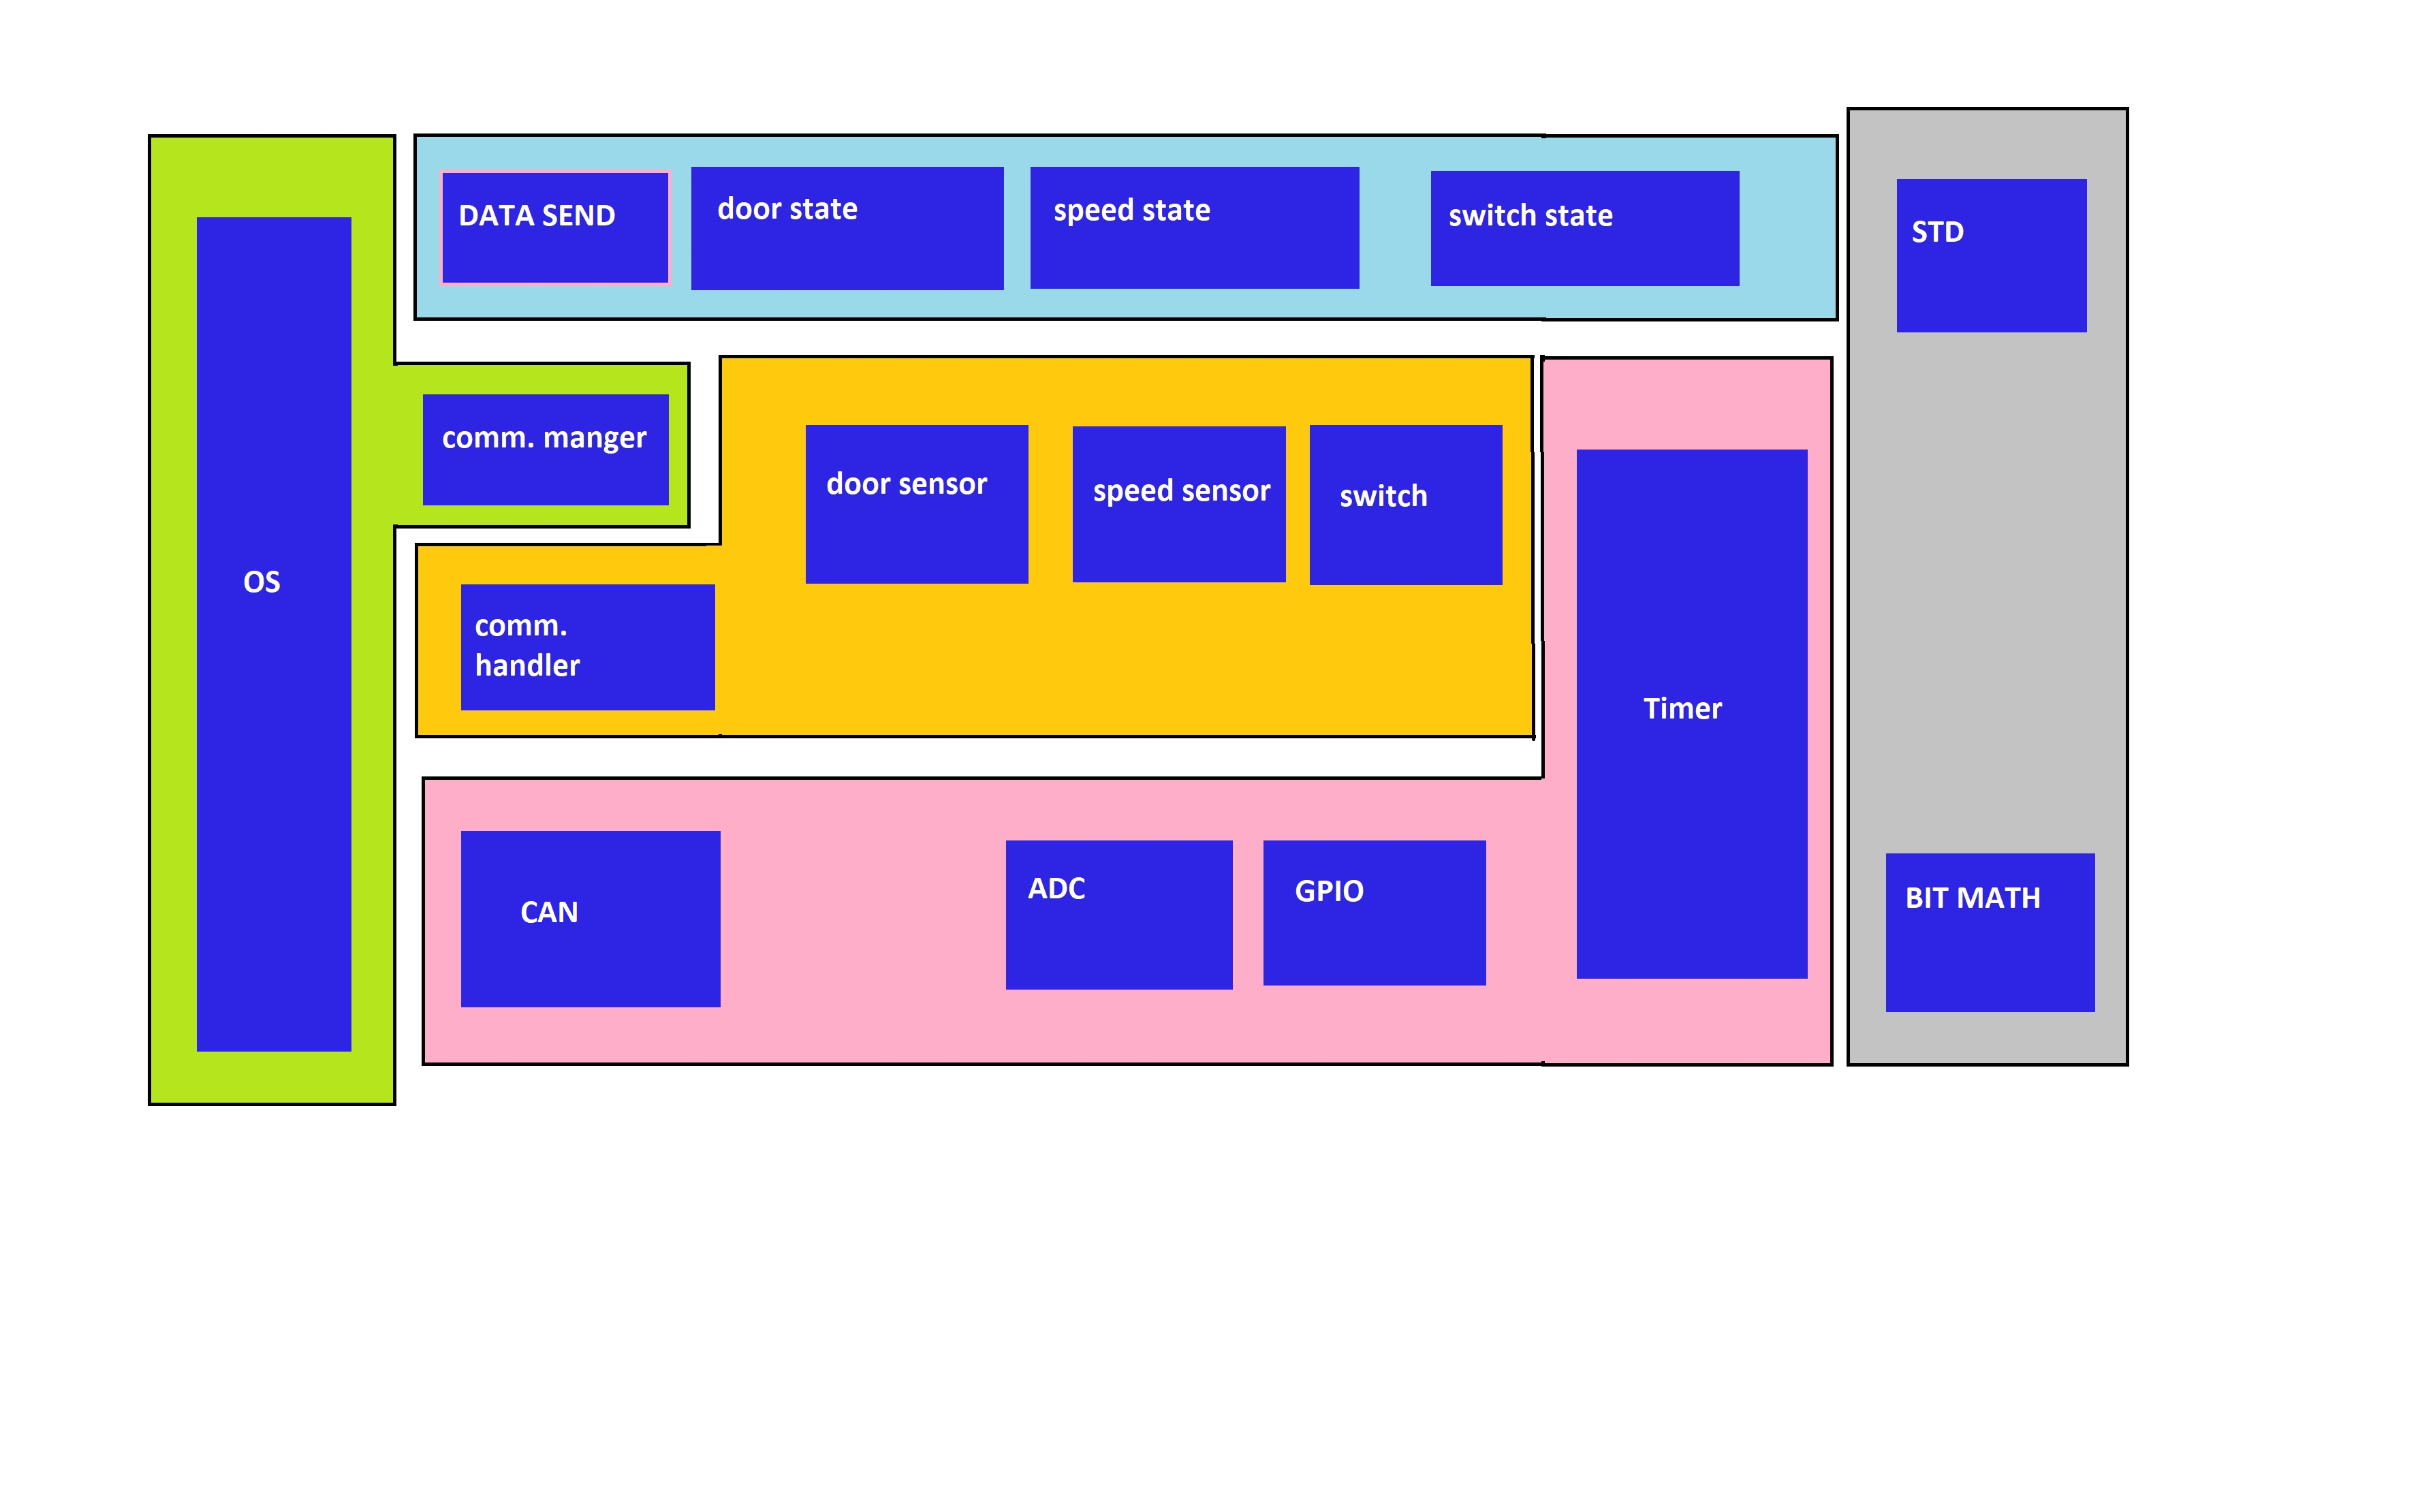 DATA SEND
door state
speed state
switch state
STD
comm. manger
door sensor
speed sensor
switch
OS
comm.
handler
Timer
CAN
ADC
GPIO
BIT MATH